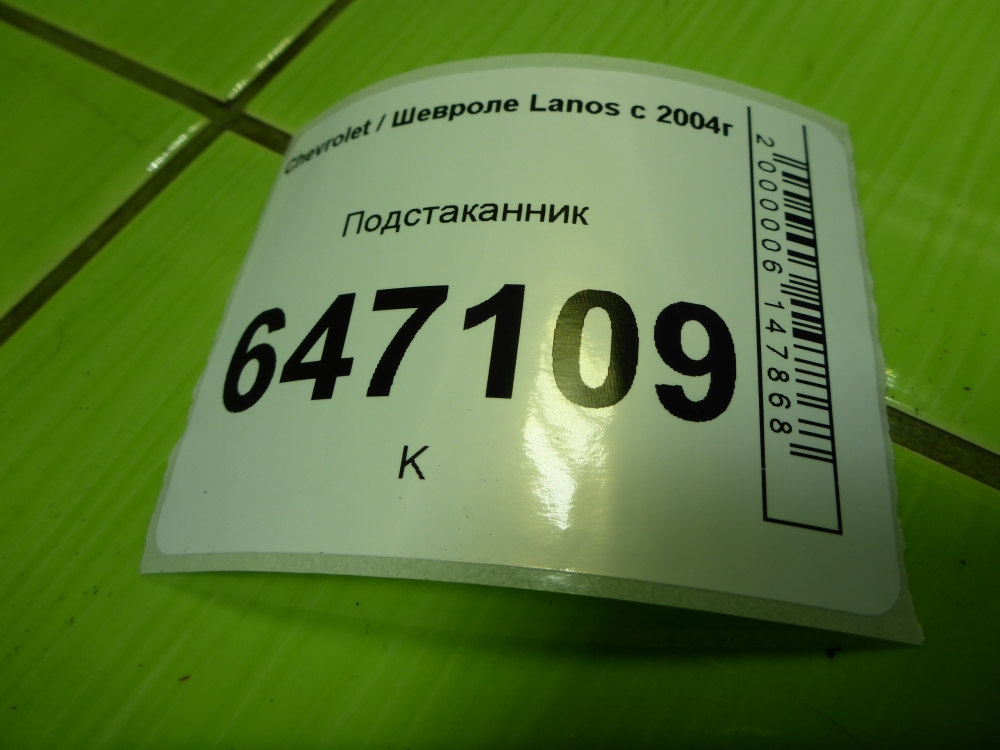 Chevrolet / Шевроле Lanos с 2004г
Подстаканник
647109
К
2000006147868